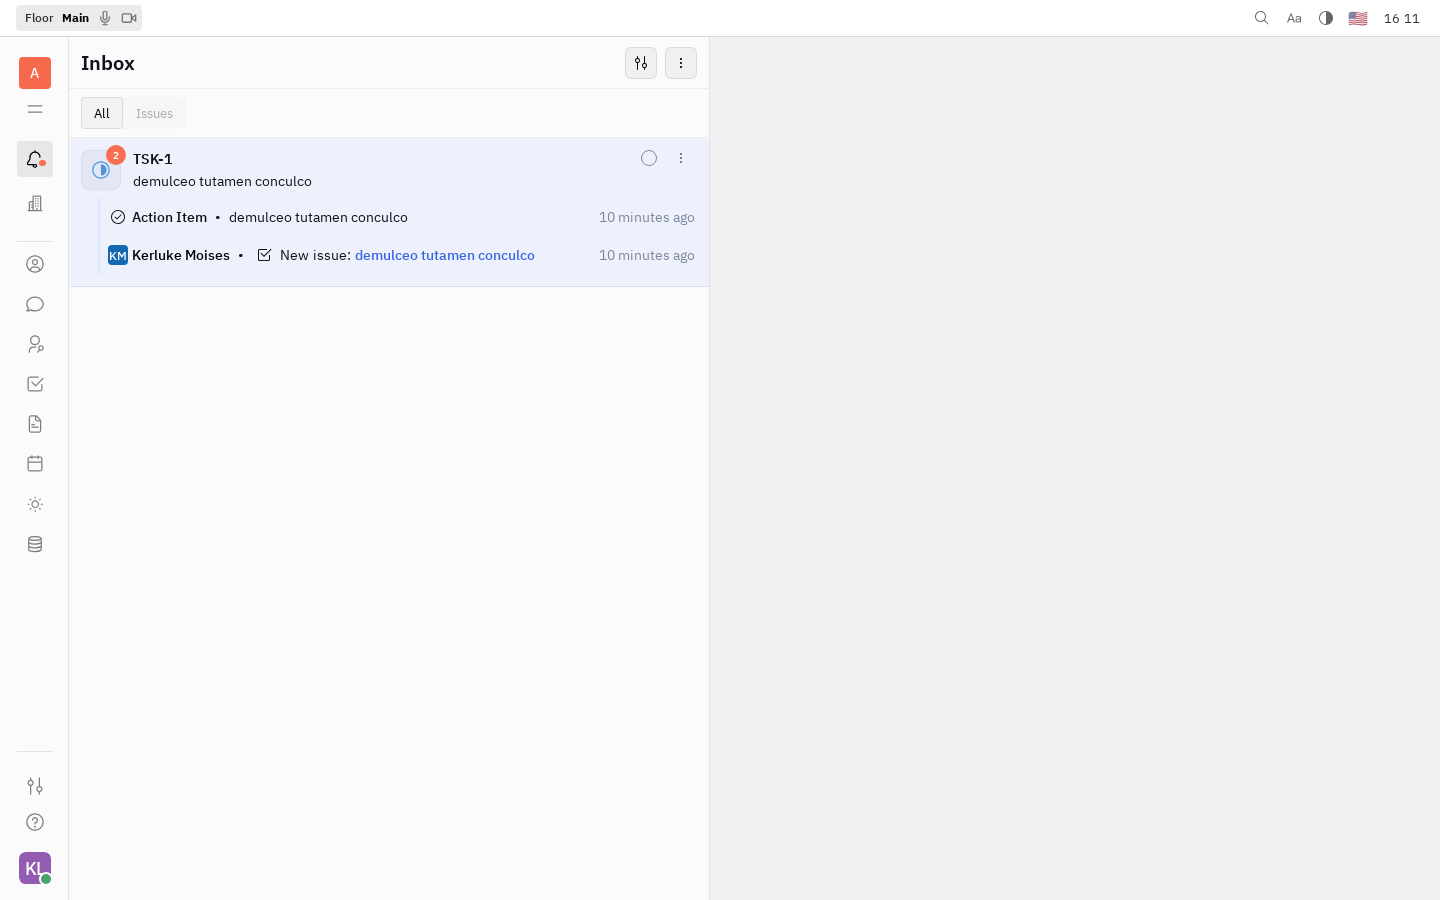 Floor Main
Aa
16 11
A
Inbox
All Issues
2
TSK-1
demulceo tutamen conculco
Action Item • demulceo tutamen conculco 10 minutes ago
KM Kerluke Moises • New issue: demulceo tutamen conculco 10 minutes ago
KL